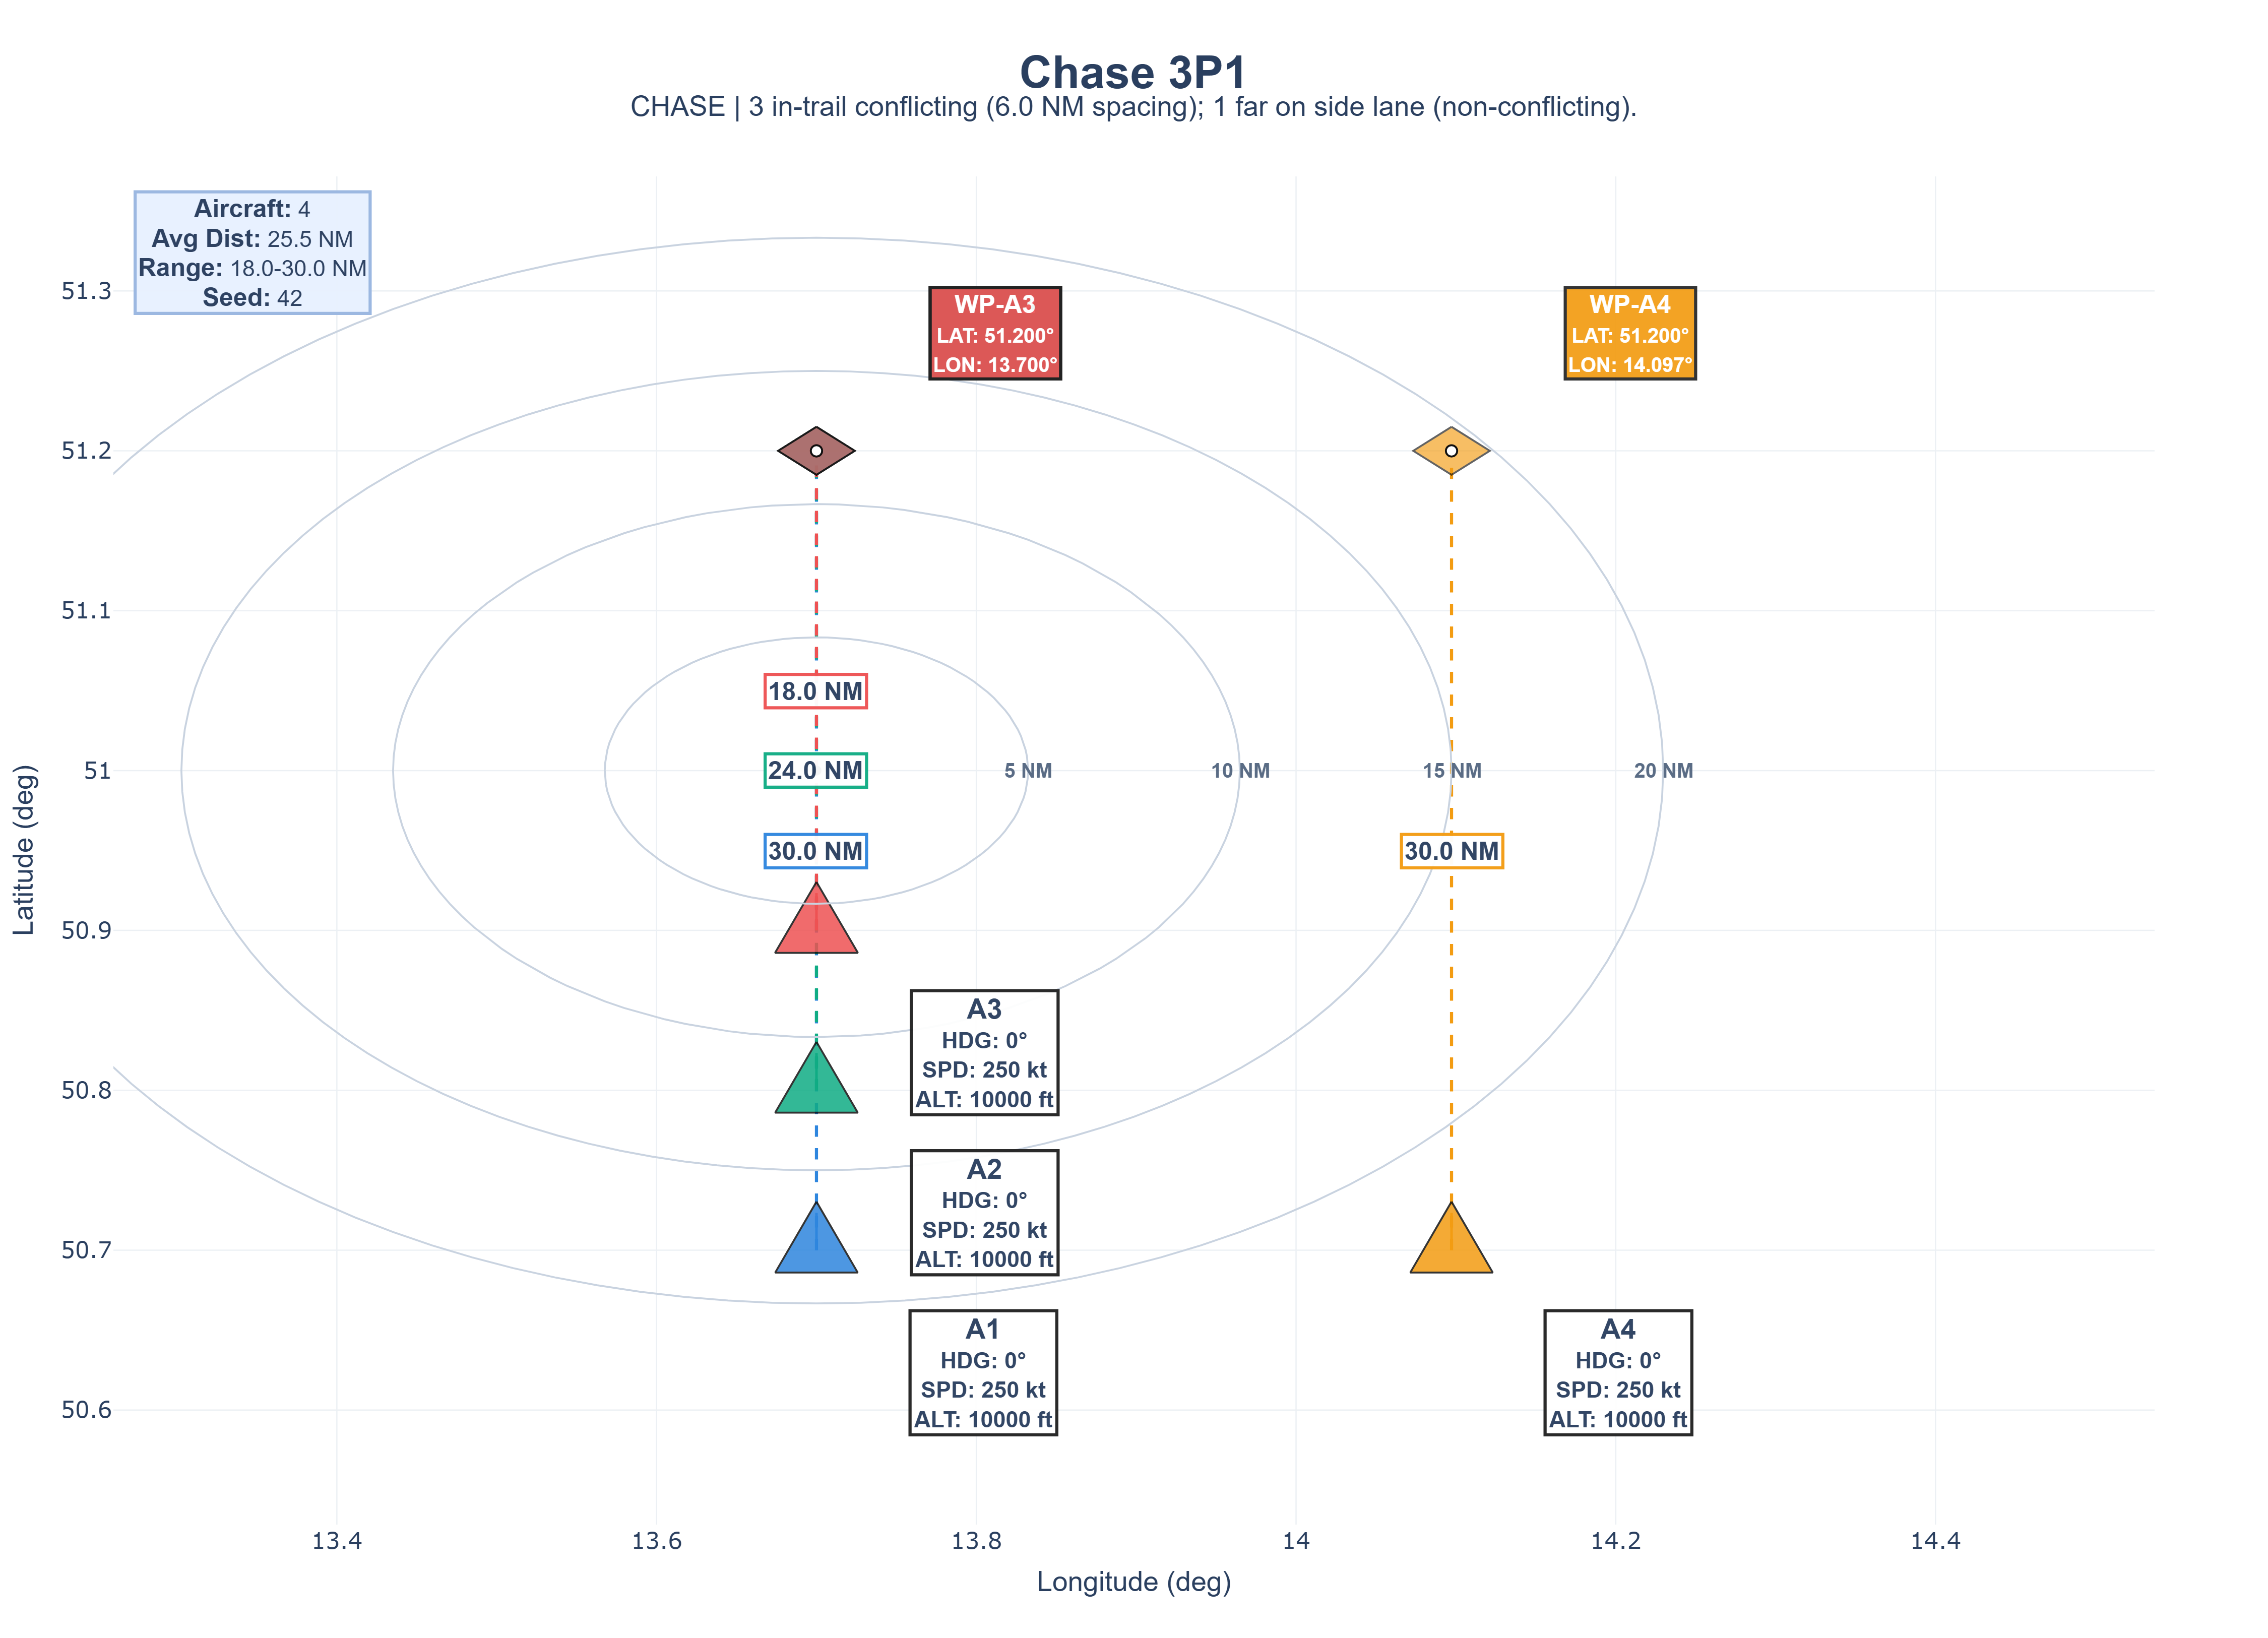 Chase 3P1
CHASE | 3 in-trail conflicting (6.0 NM spacing); 1 far on side lane (non-conflicting).
Aircraft: 4
Avg Dist: 25.5 NM
Range: 18.0-30.0 NM
Seed: 42
WP-A3
LAT: 51.200°
LON: 13.700°
WP-A4
LAT: 51.200°
LON: 14.097°
51.3
51.2
51.1
51
50.9
50.8
50.7
50.6
Latitude (deg)
18.0 NM
24.0 NM
30.0 NM
30.0 NM
5 NM
10 NM
15 NM
20 NM
A3
HDG: 0°
SPD: 250 kt
ALT: 10000 ft
A2
HDG: 0°
SPD: 250 kt
ALT: 10000 ft
A1
HDG: 0°
SPD: 250 kt
ALT: 10000 ft
A4
HDG: 0°
SPD: 250 kt
ALT: 10000 ft
13.4
13.6
13.8
14
14.2
14.4
Longitude (deg)